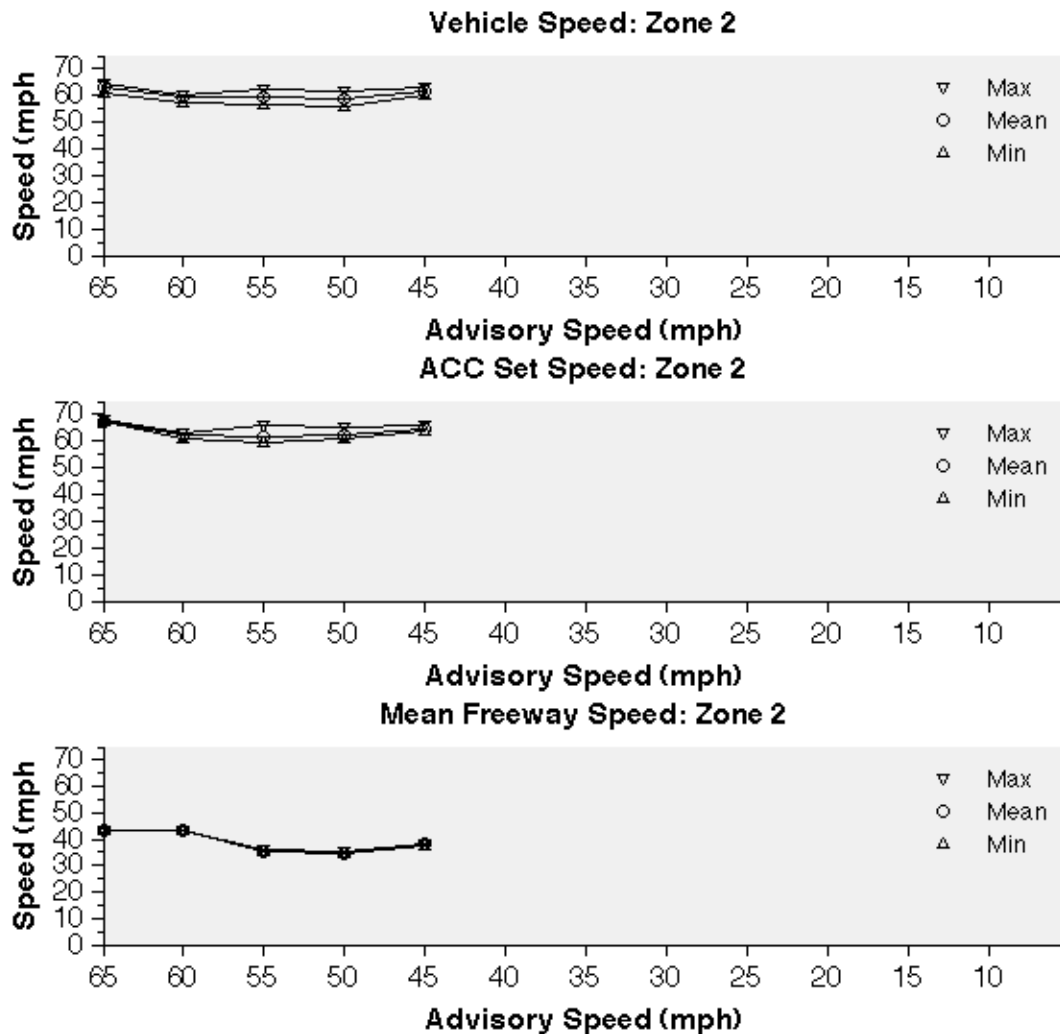 Vehicle Speed: Zone 2
Speed (mph
70
60
50
40
30
20
10
0
Max
Mean
Min
65 60 55 50 45 40 35 30 25 20 15 10
Advisory Speed (mph)
ACC Set Speed: Zone 2
Speed (mph
70
60
50
40
30
20
10
0
Max
Mean
Min
65 60 55 50 45 40 35 30 25 20 15 10
Advisory Speed (mph)
Mean Freeway Speed: Zone 2
Speed (mph
70
60
50
40
30
20
10
0
Max
Mean
Min
65 60 55 50 45 40 35 30 25 20 15 10
Advisory Speed (mph)